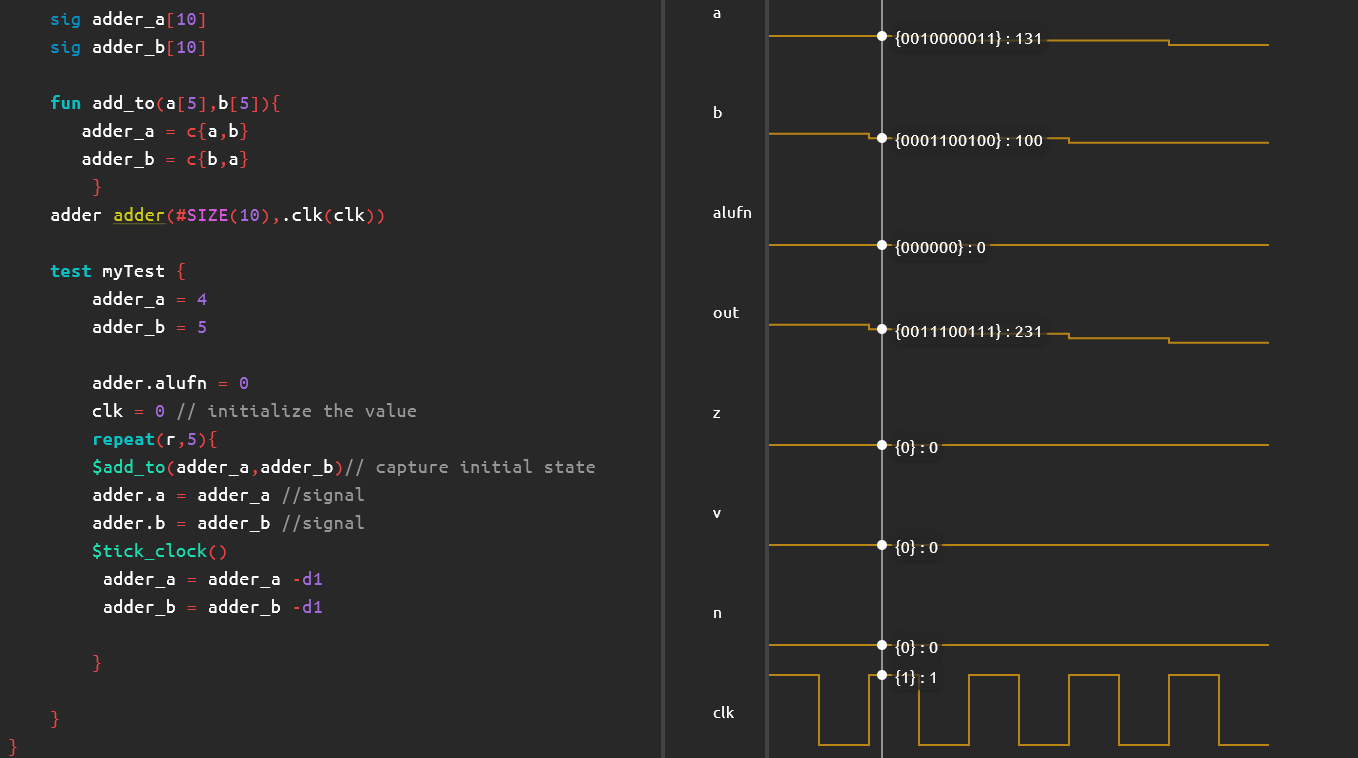 sig adder_a[10]
sig adder_b[10]
fun add_to(a[5],b[5]){
adder_a = c{a,b}
adder_b = c{b,a}
}
adder adder(#SIZE(10),.clk(clk))
test myTest {
adder_a = 4
adder_b = 5
adder.alufn = 0
clk = 0 // initialize the value
repeat(r,5){
$add_to(adder_a,adder_b)// capture initial state
adder.a = adder_a //signal
adder.b = adder_b //signal
$tick_clock()
adder_a = adder_a -d1
adder_b = adder_b -d1
}
}
}
a
{0010000011} : 131
b
{0001100100} : 100
alufn
{000000} : 0
out
{0011100111} : 231
z
{0} : 0
v
{0} : 0
n
{0} : 0
{1} : 1
clk